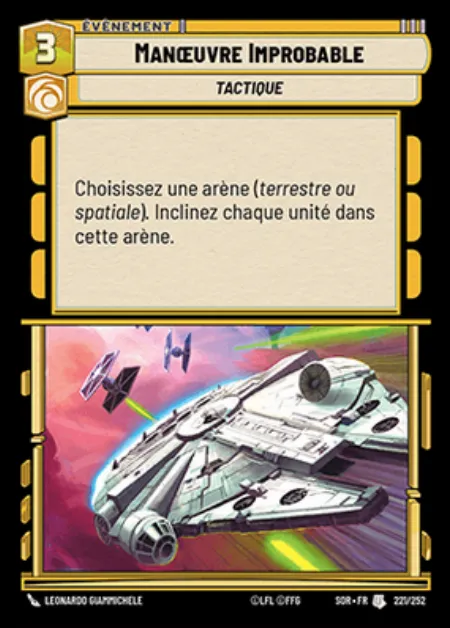 ÉVÉNEMENT
3
MANŒUVRE IMPROBABLE
TACTIQUE
Choisissez une arène (terrestre ou
spatiale). Inclinez chaque unité dans
cette arène.
LEONARDO GIAMMICHELE ©LFL ©FFG SOR • FR U 221/252